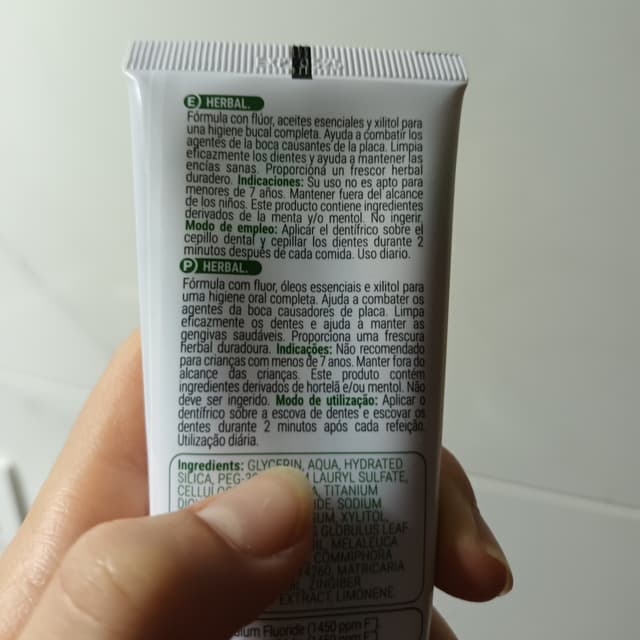 E HERBAL.
Fórmula con flúor, aceites esenciales y xilitol para
una higiene bucal completa. Ayuda a combatir los
agentes de la boca causantes de la placa. Limpia
eficazmente los dientes y ayuda a mantener las
encías sanas. Proporciona un frescor herbal
duradero. Indicaciones: Su uso no es apto para
menores de 7 años. Mantener fuera del alcance
de los niños. Este producto contiene ingredientes
derivados de la menta y/o mentol. No ingerir.
Modo de empleo: Aplicar el dentífrico sobre el
cepillo dental y cepillar los dientes durante 2
minutos después de cada comida. Uso diario.
P HERBAL.
Fórmula com fluor, óleos essenciais e xilitol para
uma higiene oral completa. Ajuda a combater os
agentes da boca causadores de placa. Limpa
eficazmente os dentes e ajuda a manter as
gengivas saudáveis. Proporciona uma frescura
herbal duradoura. Indicações: Não recomendado
para crianças com menos de 7 anos. Manter fora do
alcance das crianças. Este produto contém
ingredientes derivados de hortelã e/ou mentol. Não
deve ser ingerido. Modo de utilização: Aplicar o
dentífrico sobre a escova de dentes e escovar os
dentes durante 2 minutos após cada refeição.
Utilização diária.
Ingredients: GLYCERIN, AQUA, HYDRATED
SILICA, LAURYL SULFATE,
TITANIUM
SODIUM
XYLITOL,
GLOBULUS LEAF
MELALEUCA
COMMIPHORA
MATRICARIA
ZINGIBER
EXTRACT, LIMONENE.
Fluoride (1450 ppm F